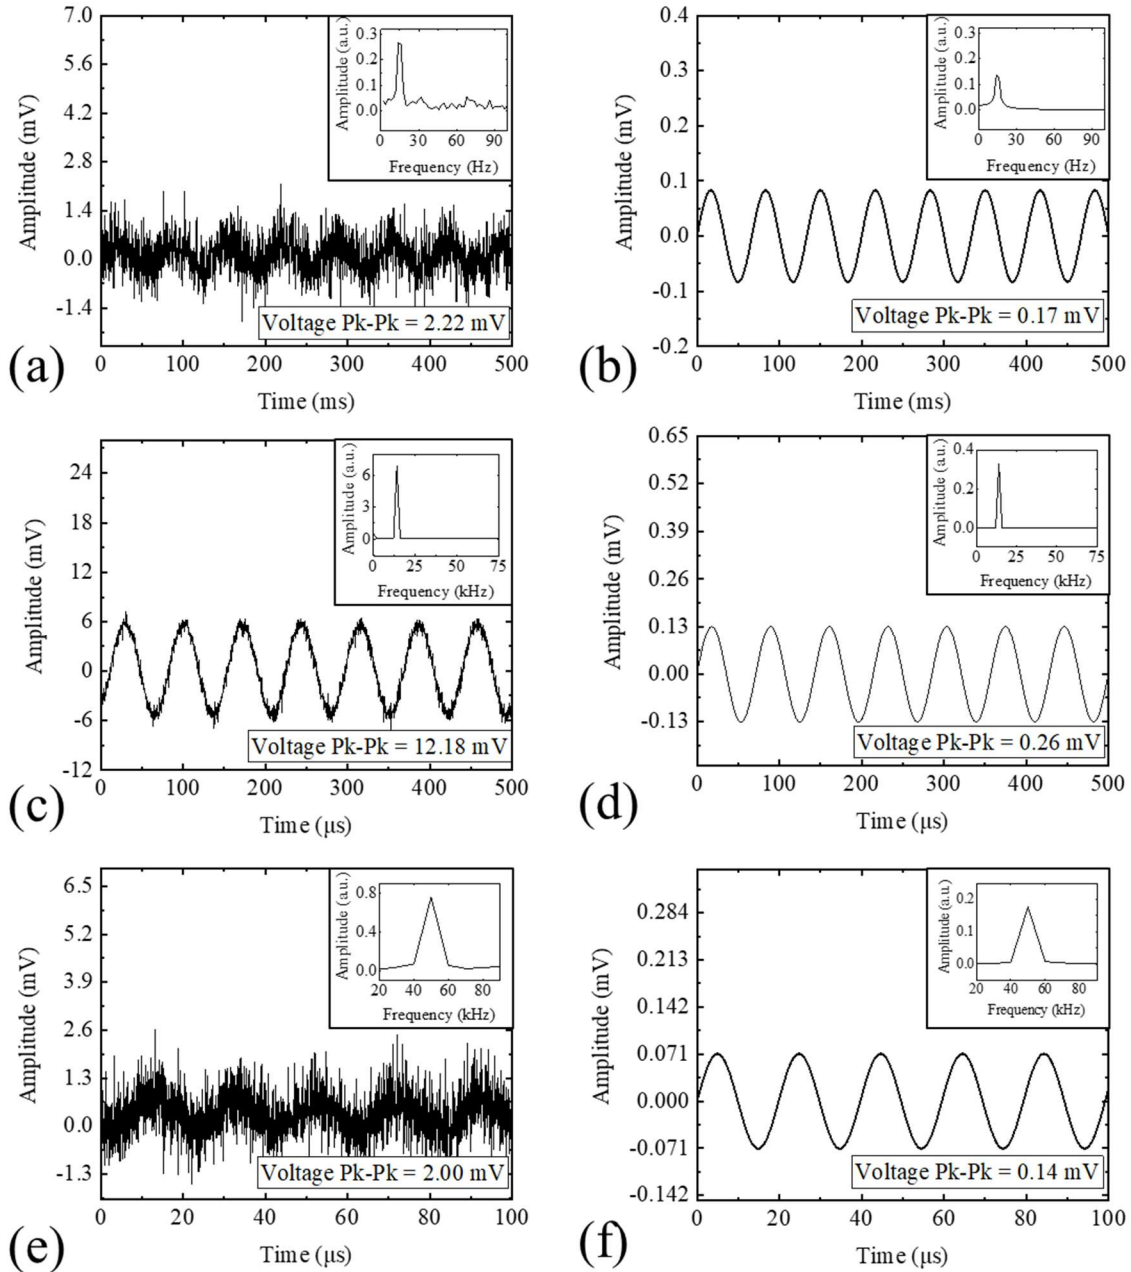 7.0
5.6
4.2
2.8
1.4
0.0
-1.4
Amplitude (mV)
0 100 200 300 400 500
Time (ms)
Voltage Pk-Pk = 2.22 mV
0.3
0.2
0.1
0.0
Amplitude (a.u.)
0 30 60 90
Frequency (Hz)
(a)
0.4
0.3
0.2
0.1
0.0
-0.1
-0.2
Amplitude (mV)
0 100 200 300 400 500
Time (ms)
Voltage Pk-Pk = 0.17 mV
0.3
0.2
0.1
0.0
Amplitude (a.u.)
0 30 60 90
Frequency (Hz)
(b)
24
18
12
6
0
-6
-12
Amplitude (mV)
0 100 200 300 400 500
Time (μs)
Voltage Pk-Pk = 12.18 mV
6
3
0
Amplitude (a.u.)
0 25 50 75
Frequency (kHz)
(c)
0.65
0.52
0.39
0.26
0.13
0.00
-0.13
Amplitude (mV)
0 100 200 300 400 500
Time (μs)
Voltage Pk-Pk = 0.26 mV
0.4
0.2
0.0
Amplitude (a.u.)
0 25 50 75
Frequency (kHz)
(d)
6.5
5.2
3.9
2.6
1.3
0.0
-1.3
Amplitude (mV)
0 20 40 60 80 100
Time (μs)
Voltage Pk-Pk = 2.00 mV
0.8
0.4
0.0
Amplitude (a.u.)
20 40 60 80
Frequency (kHz)
(e)
0.284
0.213
0.142
0.071
0.000
-0.071
-0.142
Amplitude (mV)
0 20 40 60 80 100
Time (μs)
Voltage Pk-Pk = 0.14 mV
0.2
0.1
0.0
Amplitude (a.u.)
20 40 60 80
Frequency (kHz)
(f)